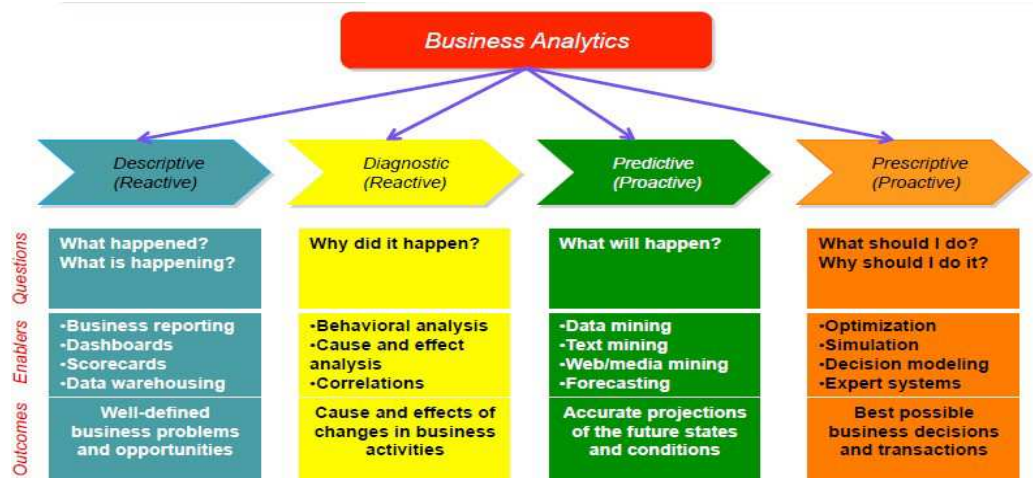 Business Analytics
Descriptive
(Reactive)
Diagnostic
(Reactive)
Predictive
(Proactive)
Prescriptive
(Proactive)
Questions
What happened?
What is happening?
Why did it happen?
What will happen?
What should I do?
Why should I do it?
Enablers
•Business reporting
•Dashboards
•Scorecards
•Data warehousing
•Behavioral analysis
•Cause and effect
analysis
•Correlations
•Data mining
•Text mining
•Web/media mining
•Forecasting
•Optimization
•Simulation
•Decision modeling
•Expert systems
Outcomes
Well-defined
business problems
and opportunities
Cause and effects of
changes in business
activities
Accurate projections
of the future states
and conditions
Best possible
business decisions
and transactions